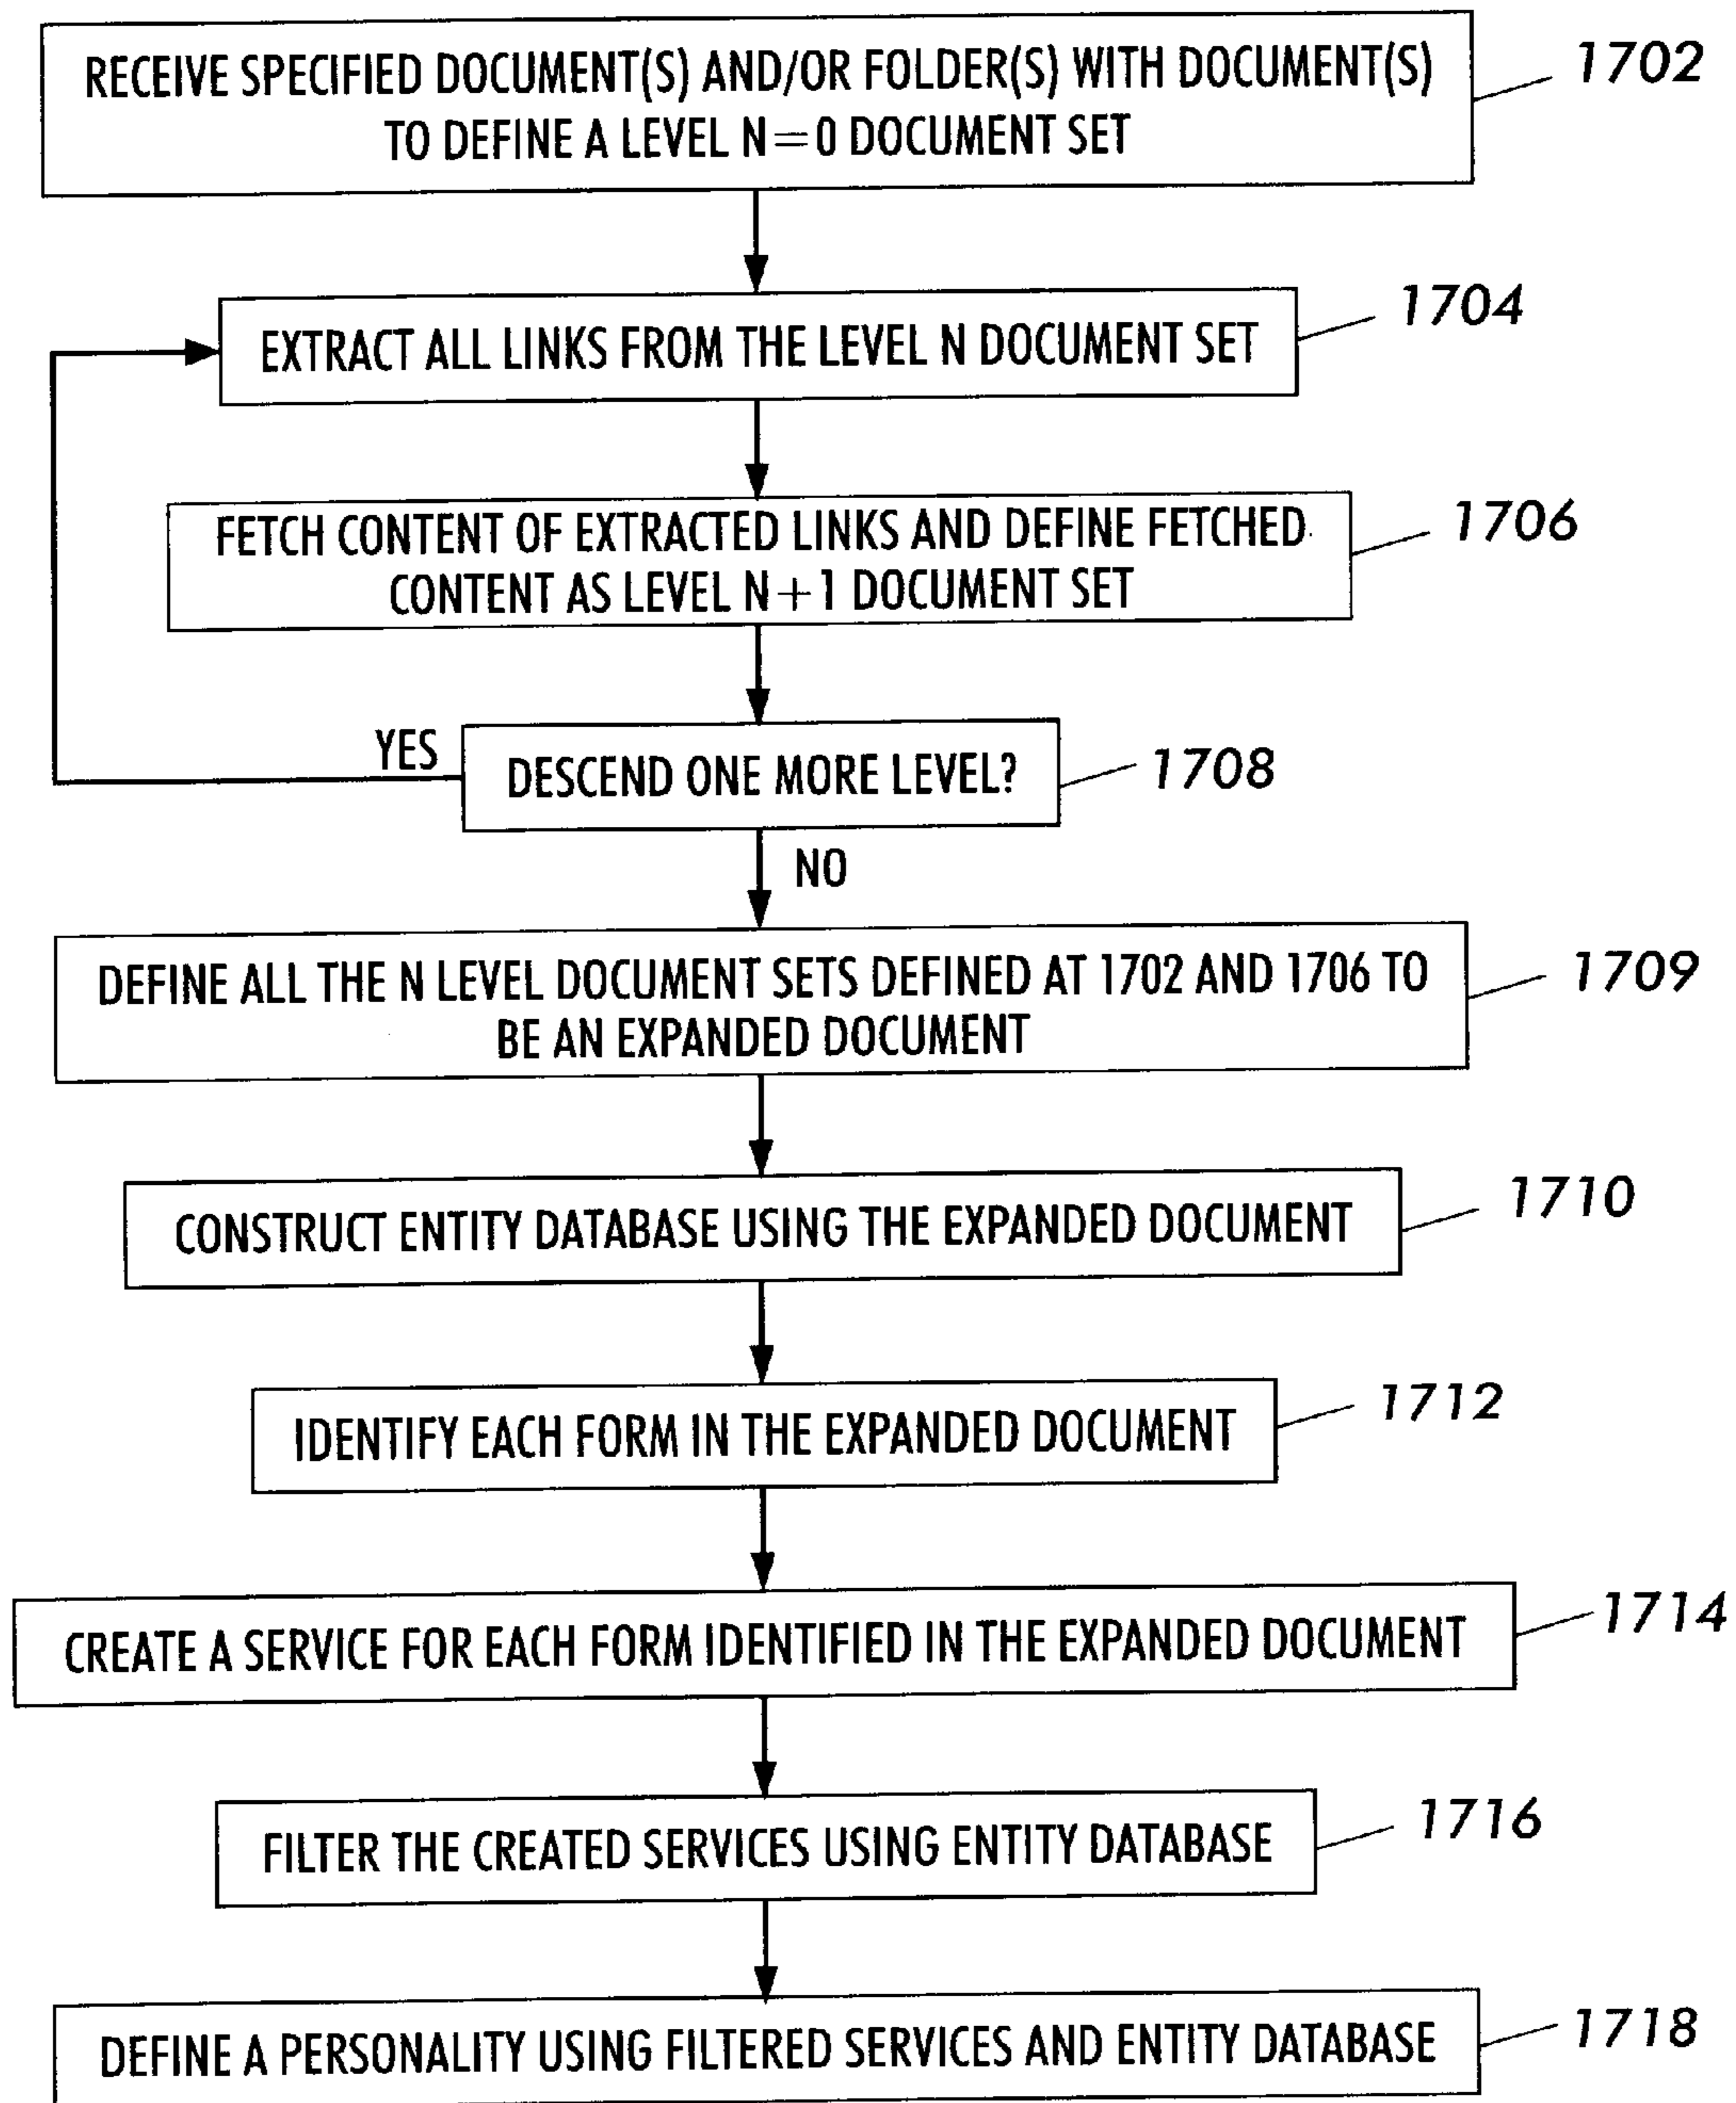 RECEIVE SPECIFIED DOCUMENT(S) AND/OR FOLDER(S) WITH DOCUMENT(S)
TO DEFINE A LEVEL N=0 DOCUMENT SET
1702
EXTRACT ALL LINKS FROM THE LEVEL N DOCUMENT SET
1704
FETCH CONTENT OF EXTRACTED LINKS AND DEFINE FETCHED
CONTENT AS LEVEL N+1 DOCUMENT SET
1706
YES
DESCEND ONE MORE LEVEL?
1708
NO
DEFINE ALL THE N LEVEL DOCUMENT SETS DEFINED AT 1702 AND 1706 TO
BE AN EXPANDED DOCUMENT
1709
CONSTRUCT ENTITY DATABASE USING THE EXPANDED DOCUMENT
1710
IDENTIFY EACH FORM IN THE EXPANDED DOCUMENT
1712
CREATE A SERVICE FOR EACH FORM IDENTIFIED IN THE EXPANDED DOCUMENT
1714
FILTER THE CREATED SERVICES USING ENTITY DATABASE
1716
DEFINE A PERSONALITY USING FILTERED SERVICES AND ENTITY DATABASE
1718